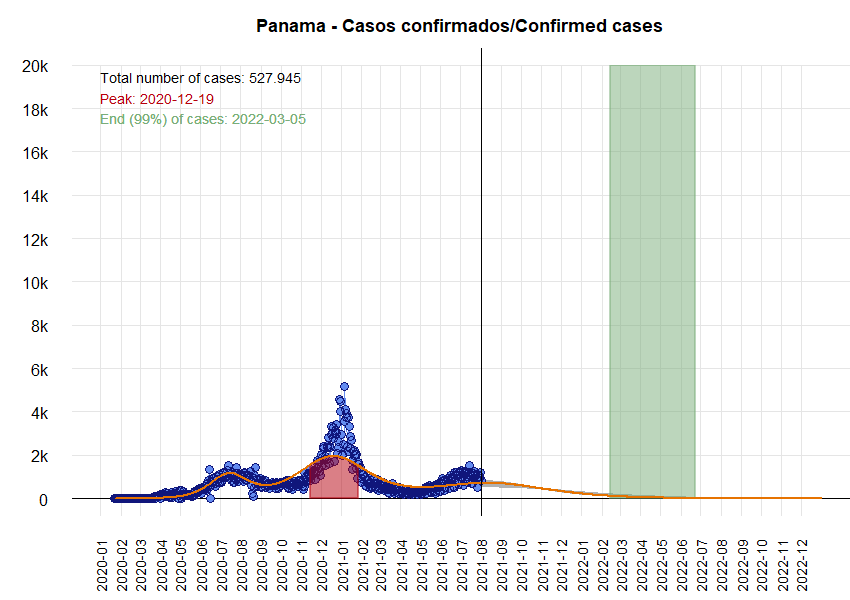 Panama - Casos confirmados/Confirmed cases
20k
Total number of cases: 527.945
Peak: 2020-12-19
End (99%) of cases: 2022-03-05
18k
16k
14k
12k
10k
8k
6k
4k
2k
0
2020-01
2020-02
2020-03
2020-04
2020-05
2020-06
2020-07
2020-08
2020-09
2020-10
2020-11
2020-12
2021-01
2021-02
2021-03
2021-04
2021-05
2021-06
2021-07
2021-08
2021-09
2021-10
2021-11
2021-12
2022-01
2022-02
2022-03
2022-04
2022-05
2022-06
2022-07
2022-08
2022-09
2022-10
2022-11
2022-12